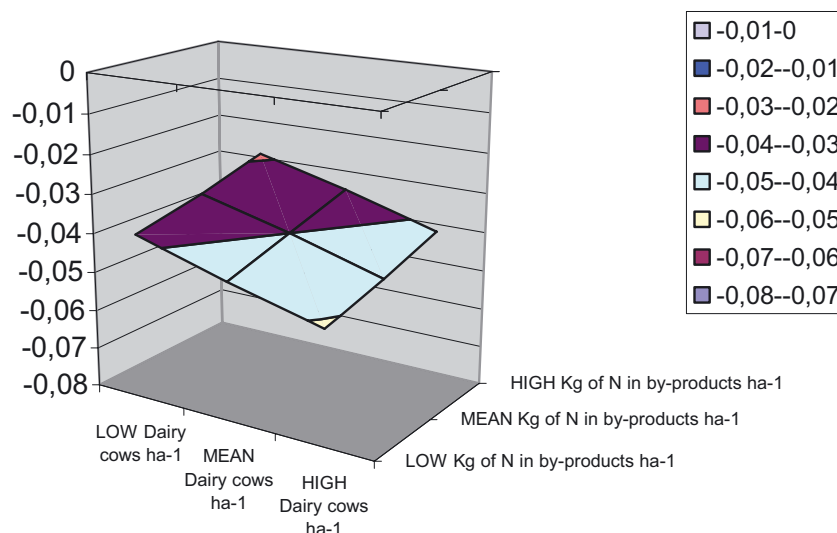 0
-0,01
-0,02
-0,03
-0,04
-0,05
-0,06
-0,07
-0,08
LOW Dairy
cows ha-1
MEAN
Dairy cows
ha-1
HIGH
Dairy cows
ha-1
HIGH Kg of N in by-products ha-1
MEAN Kg of N in by-products ha-1
LOW Kg of N in by-products ha-1
-0,01-0
-0,02--0,01
-0,03--0,02
-0,04--0,03
-0,05--0,04
-0,06--0,05
-0,07--0,06
-0,08--0,07